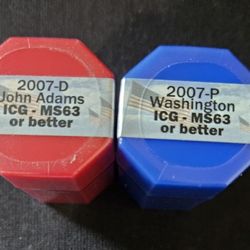 2007-D
John Adams
ICG - MS63
or better
2007-P
Washington
ICG - MS63
or better